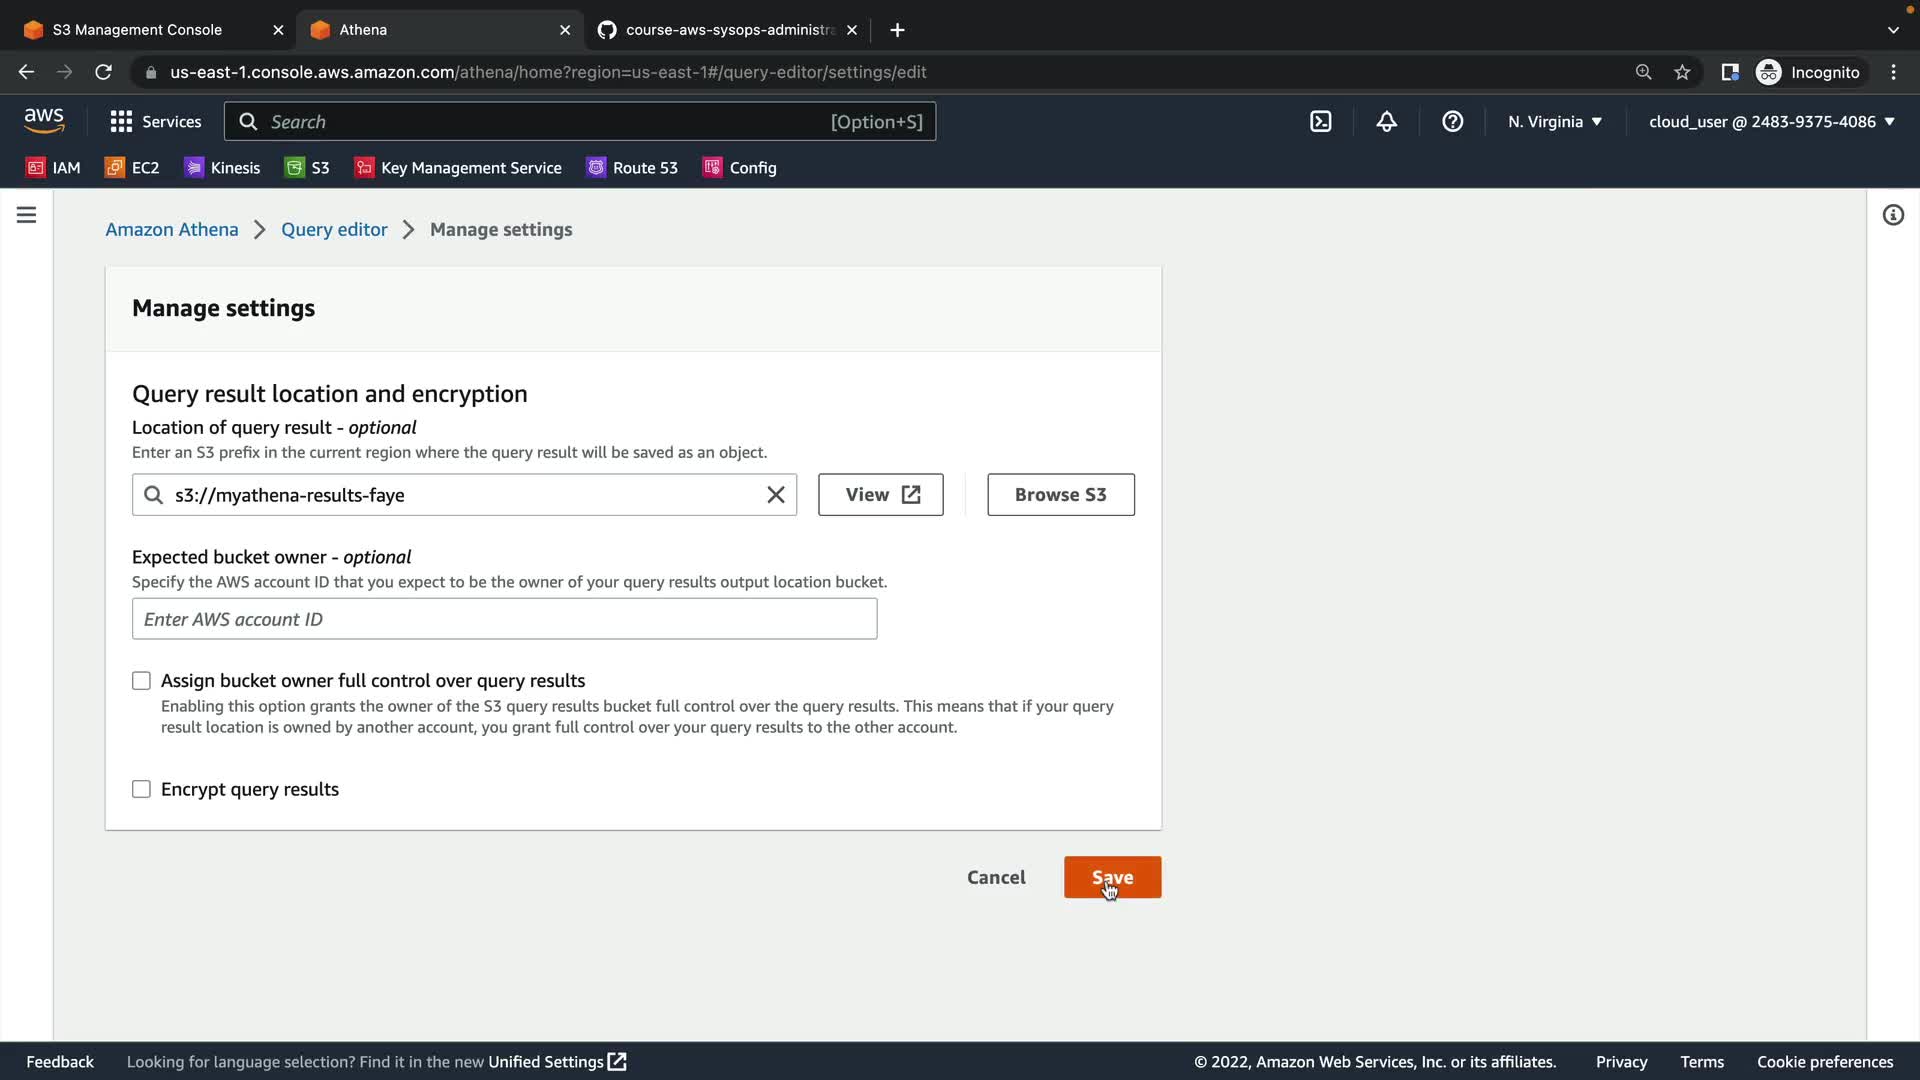 S3 Management Console
Athena
course-aws-sysops-administra
us-east-1.console.aws.amazon.com/athena/home?region=us-east-1#/query-editor/settings/edit
Incognito
aws
Services
Search
[Option+S]
N. Virginia
cloud_user @ 2483-9375-4086
IAM
EC2
Kinesis
S3
Key Management Service
Route 53
Config
Amazon Athena
Query editor
Manage settings
Manage settings
Query result location and encryption
Location of query result - optional
Enter an S3 prefix in the current region where the query result will be saved as an object.
s3://myathena-results-faye
View
Browse S3
Expected bucket owner - optional
Specify the AWS account ID that you expect to be the owner of your query results output location bucket.
Enter AWS account ID
Assign bucket owner full control over query results
Enabling this option grants the owner of the S3 query results bucket full control over the query results. This means that if your query
result location is owned by another account, you grant full control over your query results to the other account.
Encrypt query results
Cancel
Save
Feedback
Looking for language selection? Find it in the new Unified Settings
© 2022, Amazon Web Services, Inc. or its affiliates.
Privacy
Terms
Cookie preferences